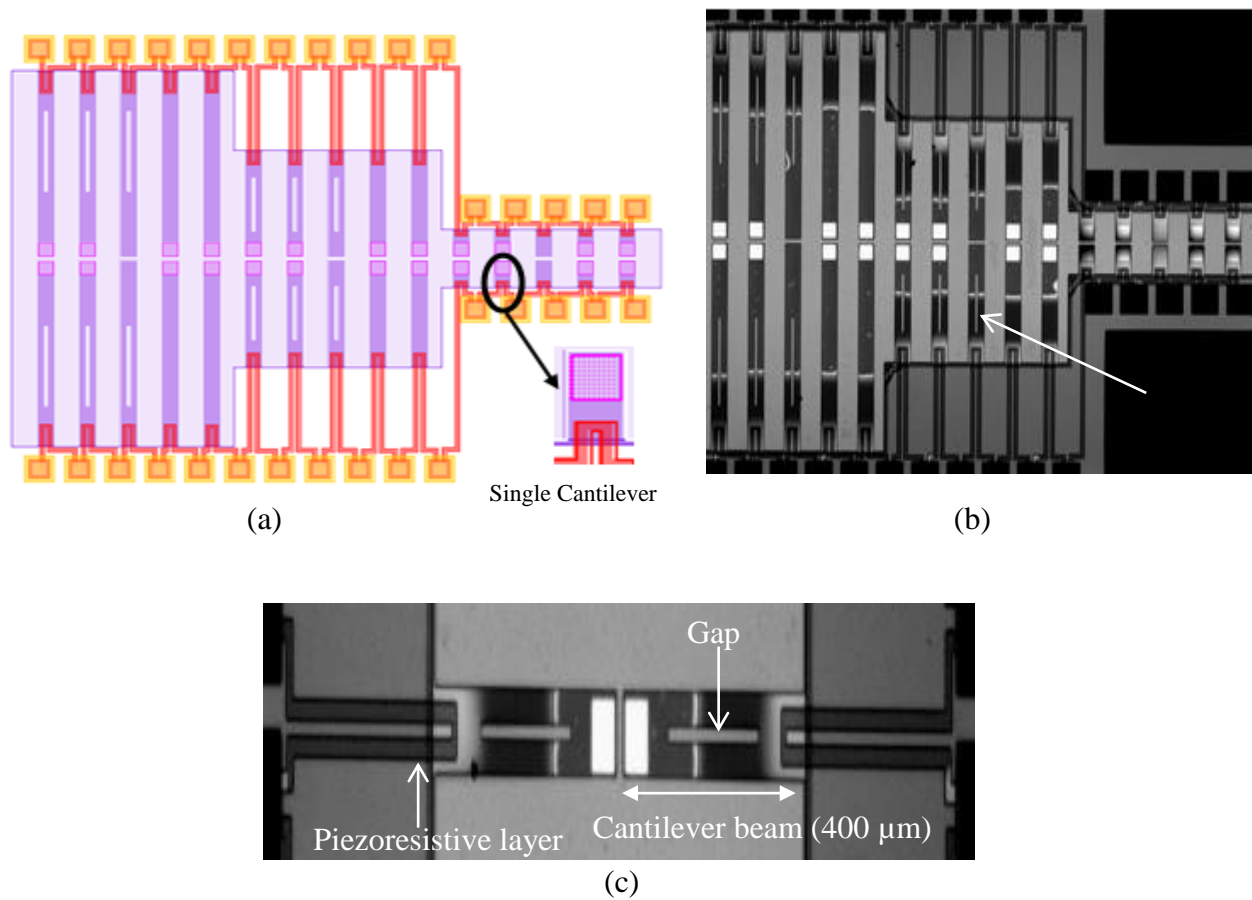 Single Cantilever
(a)
(b)
Gap
Piezoresistive layer
Cantilever beam (400 µm)
(c)